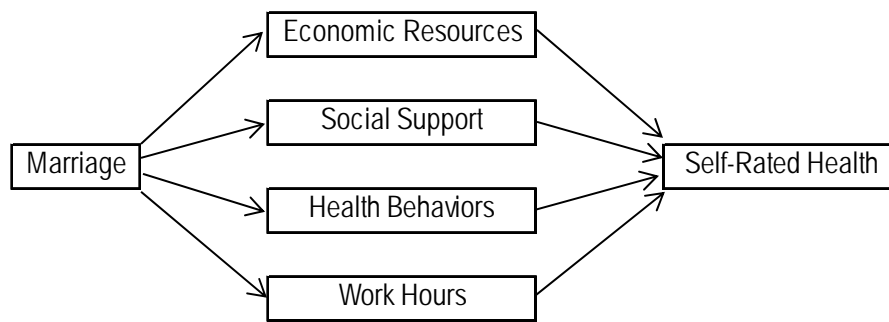 Economic Resources
Social Support
Marriage
Self-Rated Health
Health Behaviors
Work Hours